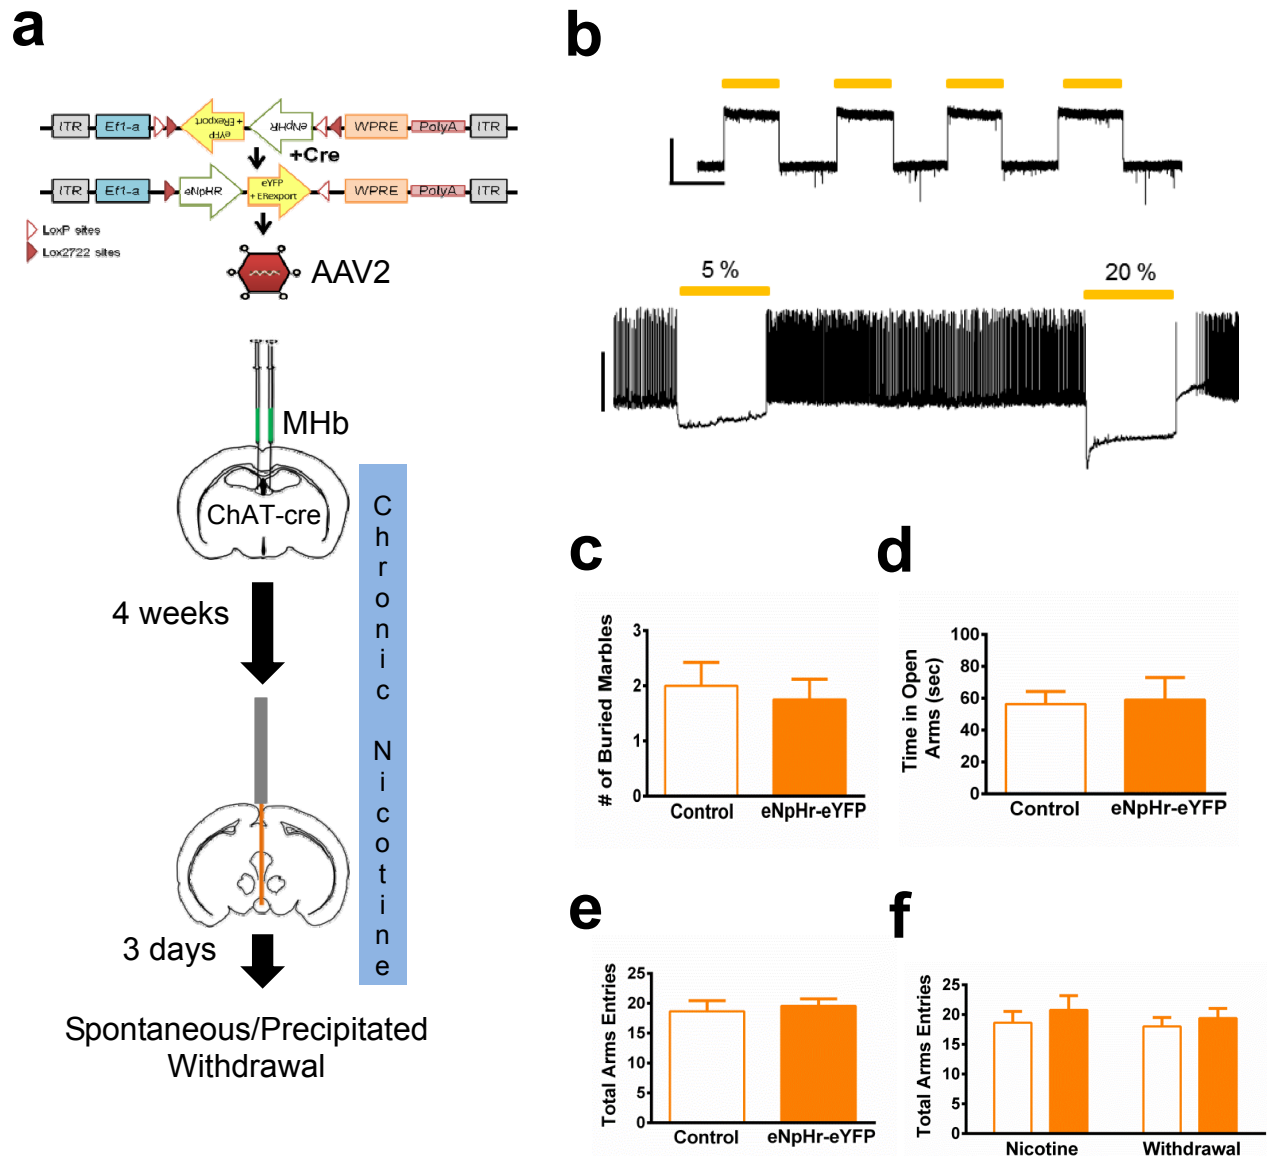 a
ITR Ef1-a eYFP + ERexport eNpHR WPRE PolyA ITR
+Cre
ITR Ef1-a eNpHR eYFP + ERexport WPRE PolyA ITR
LoxP sites
Lox2722 sites
AAV2
MHb
ChAT-cre
4 weeks
3 days
Chronic Nicotine
Spontaneous/Precipitated
Withdrawal
b
5 %
20 %
c
# of Buried Marbles
3
2
1
0
Control
eNpHr-eYFP
d
Time in Open
Arms (sec)
100
80
60
40
20
0
Control
eNpHr-eYFP
e
Total Arms Entries
25
20
15
10
5
0
Control
eNpHr-eYFP
f
Total Arms Entries
25
20
15
10
5
0
Nicotine
Withdrawal